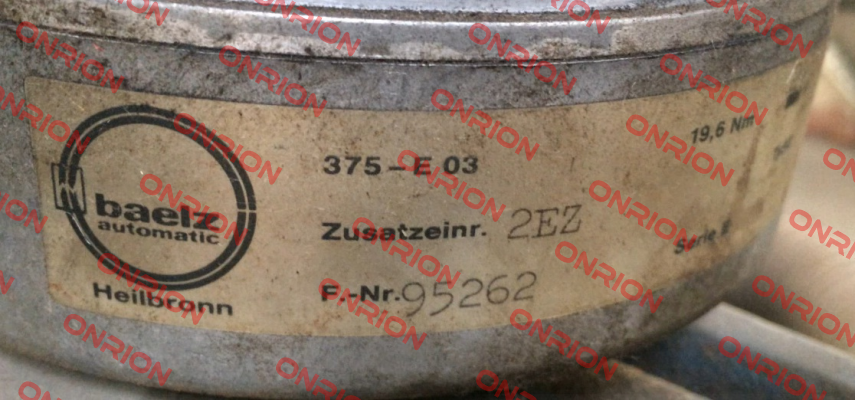 baelz
automatic
Heilbronn
375-E 03
Zusatzeinr. 2EZ
F.-Nr. 95262
19,6 Nm
Serie
ONRION